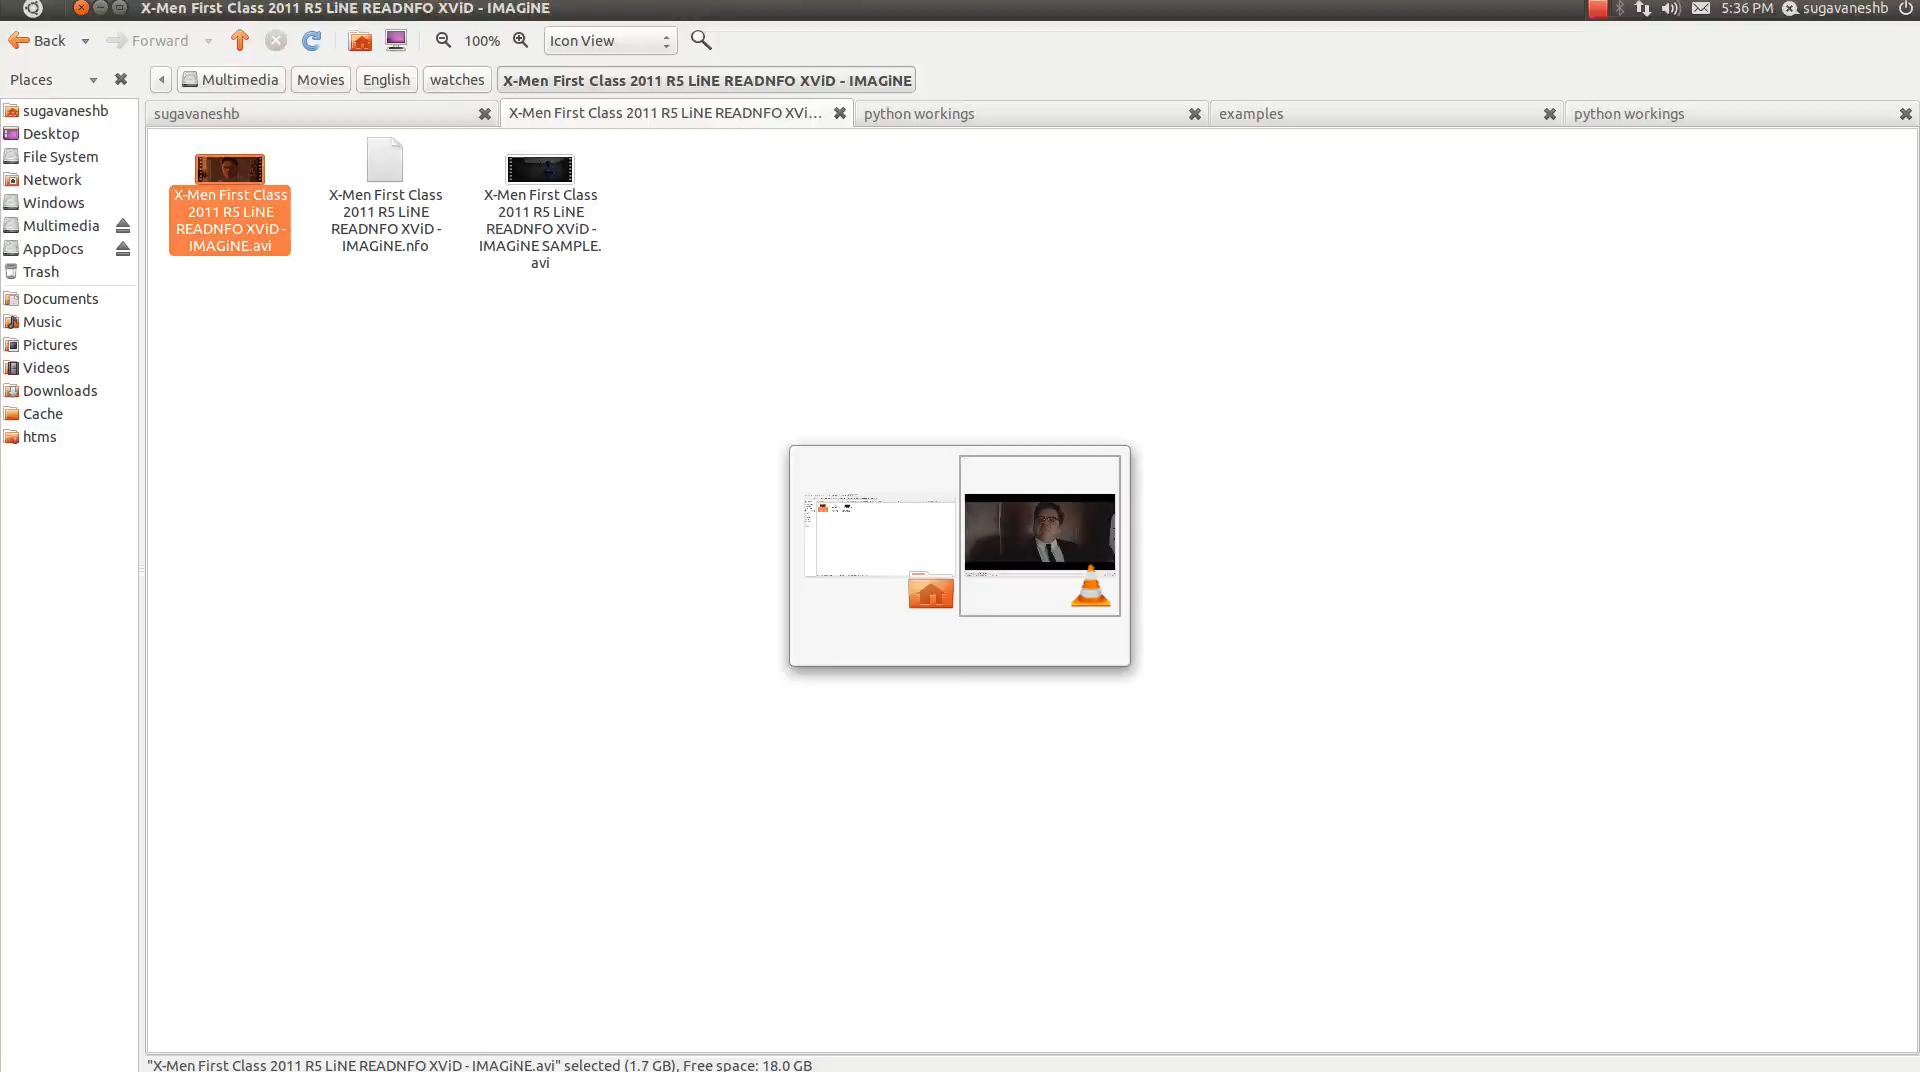 X-Men First Class 2011 R5 LiNE READNFO XViD - IMAGiNE
5:36 PM sugavaneshb
Back Forward 100% Icon View
Places Multimedia Movies English watches X-Men First Class 2011 R5 LiNE READNFO XViD - IMAGiNE
sugavaneshb X-Men First Class 2011 R5 LiNE READNFO XVi... python workings examples python workings
sugavaneshb
Desktop
File System
Network
Windows
Multimedia
AppDocs
Trash
Documents
Music
Pictures
Videos
Downloads
Cache
htms
X-Men First Class
2011 R5 LiNE
READNFO XViD -
IMAGiNE.avi
X-Men First Class
2011 R5 LiNE
READNFO XViD -
IMAGiNE.nfo
X-Men First Class
2011 R5 LiNE
READNFO XViD -
IMAGiNE SAMPLE.
avi
"X-Men First Class 2011 R5 LiNE READNFO XViD - IMAGiNE.avi" selected (1.7 GB), Free space: 18.0 GB